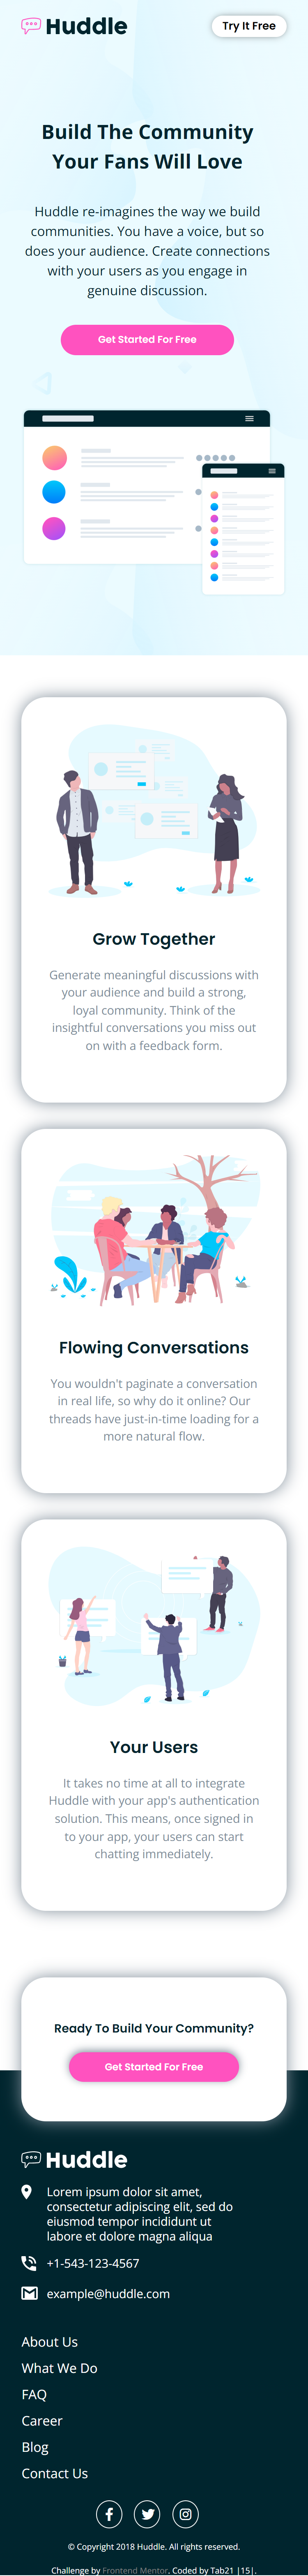 Huddle
Try It Free
Build The Community
Your Fans Will Love
Huddle re-imagines the way we build
communities. You have a voice, but so
does your audience. Create connections
with your users as you engage in
genuine discussion.
Get Started For Free
Grow Together
Generate meaningful discussions with
your audience and build a strong,
loyal community. Think of the
insightful conversations you miss out
on with a feedback form.
Flowing Conversations
You wouldn't paginate a conversation
in real life, so why do it online? Our
threads have just-in-time loading for a
more natural flow.
Your Users
It takes no time at all to integrate
Huddle with your app's authentication
solution. This means, once signed in
to your app, your users can start
chatting immediately.
Ready To Build Your Community?
Get Started For Free
Huddle
Lorem ipsum dolor sit amet,
consectetur adipiscing elit, sed do
eiusmod tempor incididunt ut
labore et dolore magna aliqua
+1-543-123-4567
example@huddle.com
About Us
What We Do
FAQ
Career
Blog
Contact Us
© Copyright 2018 Huddle. All rights reserved.
Challenge by Frontend Mentor. Coded by Tab21 |15|.